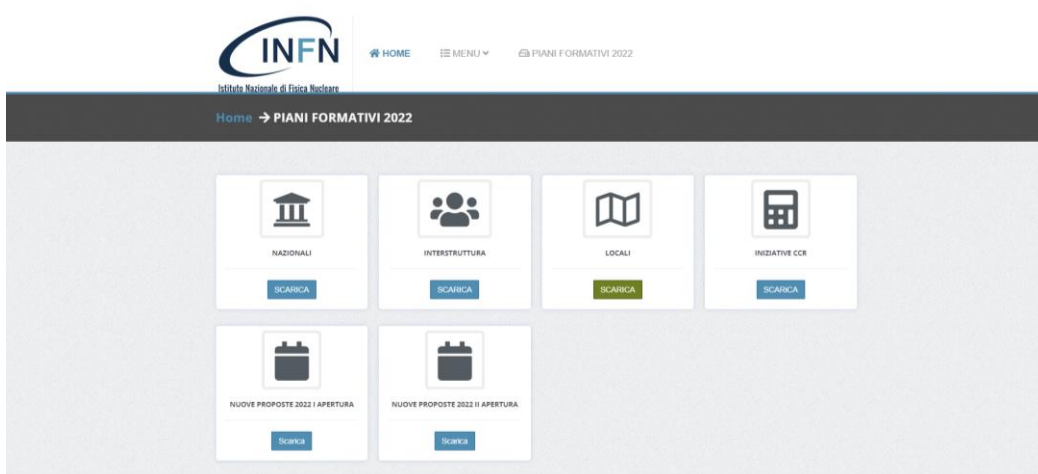 INFN
Istituto Nazionale di Fisica Nucleare
HOME MENU PIANI FORMATIVI 2022
Home → PIANI FORMATIVI 2022
NAZIONALI
SCARICA
INTERSTRUTTURA
SCARICA
LOCALI
SCARICA
INIZIATIVE CCR
SCARICA
NUOVE PROPOSTE 2022 I APERTURA
Scarica
NUOVE PROPOSTE 2022 II APERTURA
Scarica